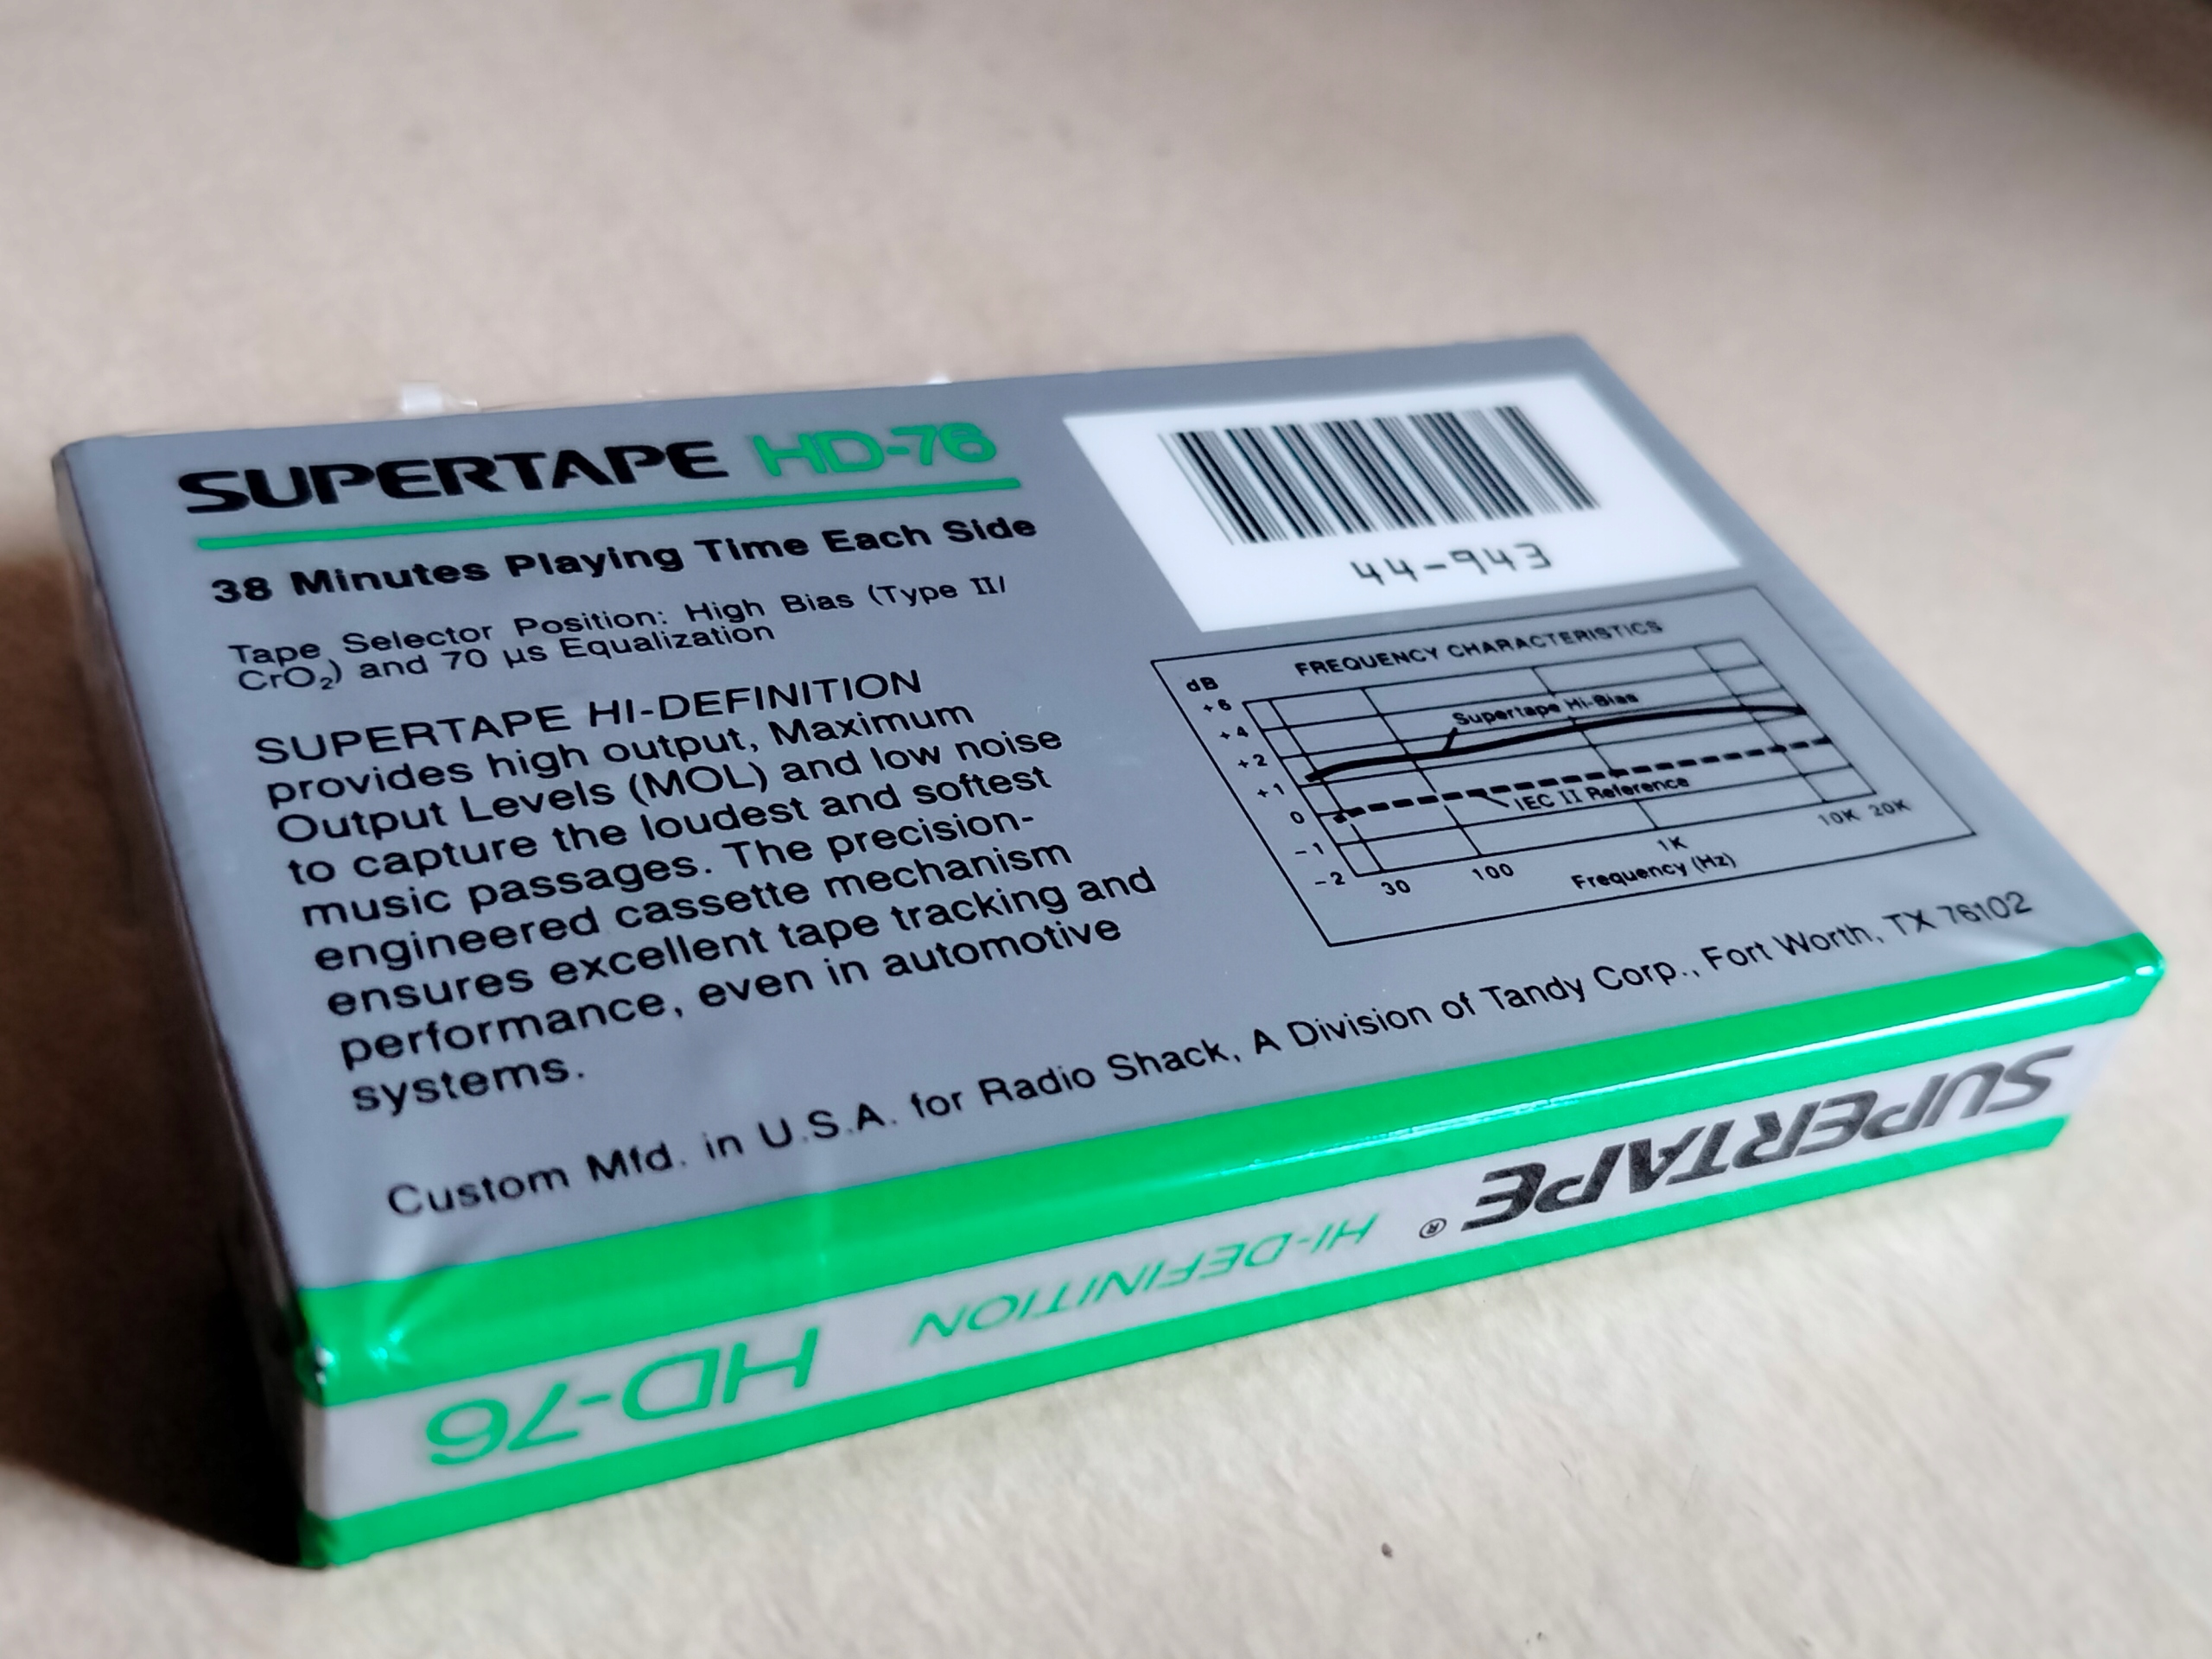 SUPERTAPE HD-76
38 Minutes Playing Time Each Side
Tape Selector Position: High Bias (Type II/
CrO₂) and 70 µs Equalization
SUPERTAPE HI-DEFINITION
provides high output, Maximum
Output Levels (MOL) and low noise
to capture the loudest and softest
music passages. The precision-
engineered cassette mechanism
ensures excellent tape tracking and
performance, even in automotive
systems.
44-943
FREQUENCY CHARACTERISTICS
dB
+6
+4
+2
+1
0
-1
-2
Supertape Hi-Bias
IEC II Reference
30 100 1K 10K 20K
Frequency (Hz)
Custom Mfd. in U.S.A. for Radio Shack, A Division of Tandy Corp., Fort Worth, TX 76102
SUPERTAPE® HI-DEFINITION HD-76